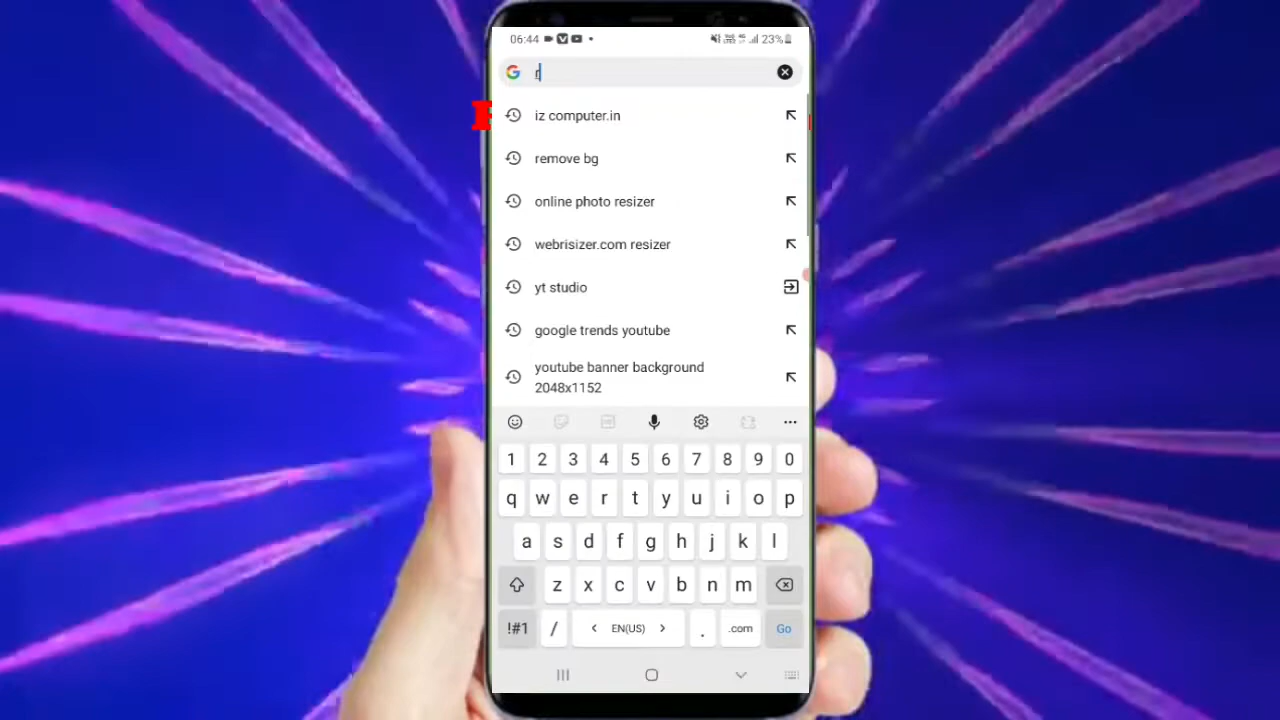 06:44 23%
r
iz computer.in
remove bg
online photo resizer
webrisizer.com resizer
yt studio
google trends youtube
youtube banner background
2048x1152
1 2 3 4 5 6 7 8 9 0
q w e r t y u i o p
a s d f g h j k l
z x c v b n m
!#1 / < EN(US) > . .com Go